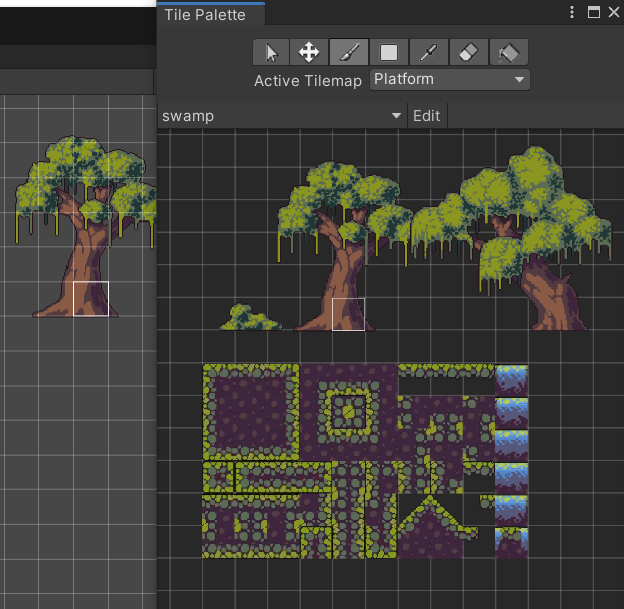 Tile Palette
Active Tilemap Platform
swamp Edit